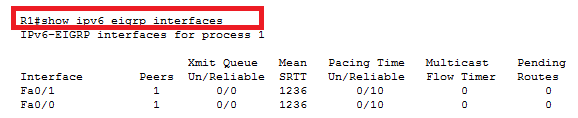 R1#show ipv6 eigrp interfaces
IPv6-EIGRP interfaces for process 1
Xmit Queue Mean Pacing Time Multicast Pending
Interface Peers Un/Reliable SRTT Un/Reliable Flow Timer Routes
Fa0/1 1 0/0 1236 0/10 0 0
Fa0/0 1 0/0 1236 0/10 0 0